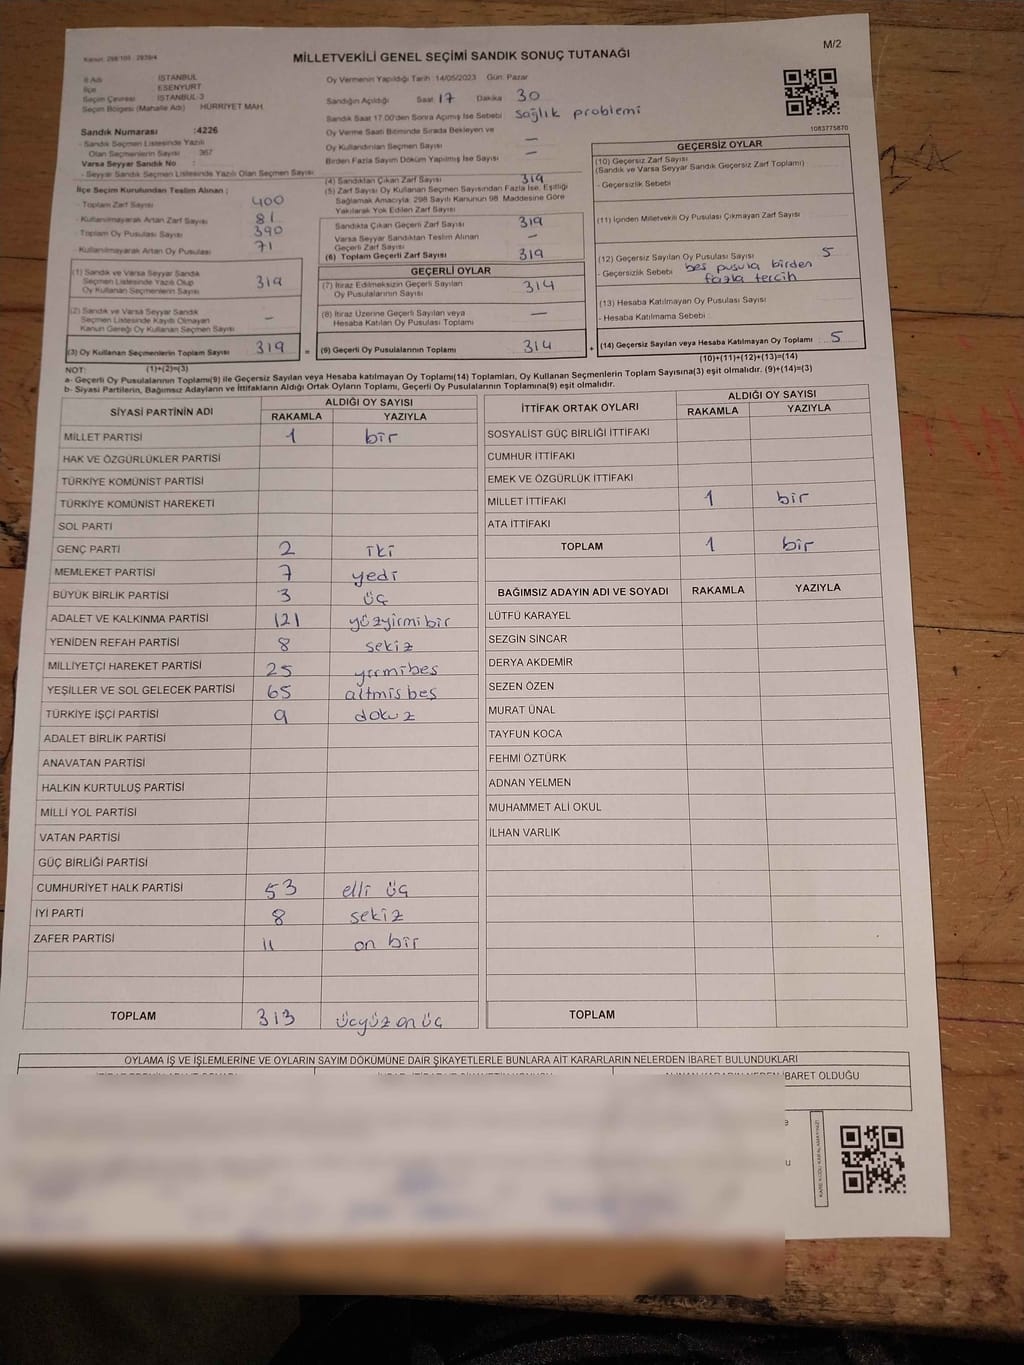 Kanun: 298/105 - 2839/4
MİLLETVEKİLİ GENEL SEÇİMİ SANDIK SONUÇ TUTANAĞI
M/2
İl Adı İSTANBUL
İlçe ESENYURT
Seçim Çevresi İSTANBUL-3
Seçim Bölgesi (Mahalle Adı) HÜRRİYET MAH.
Oy Vermenin Yapıldığı Tarih :14/05/2023 Gün: Pazar
Sandığın Açıldığı Saat 17 Dakika 30
Sandık Saat 17.00'den Sonra Açılmış İse Sebebi sağlık problemi
Oy Verme Saati Bitiminde Sırada Bekleyen ve
Oy Kullandırılan Seçmen Sayısı —
Birden Fazla Sayım Döküm Yapılmış İse Sayısı —
1083775870
Sandık Numarası :4226
- Sandık Seçmen Listesinde Yazılı
Olan Seçmenlerin Sayısı : 367
Varsa Seyyar Sandık No :
- Seyyar Sandık Seçmen Listesinde Yazılı Olan Seçmen Sayısı
İlçe Seçim Kurulundan Teslim Alınan ;
- Toplam Zarf Sayısı 400
- Kullanılmayarak Artan Zarf Sayısı 81
- Toplam Oy Pusulası Sayısı 390
- Kullanılmayarak Artan Oy Pusulası 71
(1) Sandık ve Varsa Seyyar Sandık
Seçmen Listesinde Yazılı Olup
Oy Kullanan Seçmenlerin Sayısı 319
(2) Sandık ve Varsa Seyyar Sandık
Seçmen Listesinde Kayıtlı Olmayan
Kanun Gereği Oy Kullanan Seçmen Sayısı –
(3) Oy Kullanan Seçmenlerin Toplam Sayısı 319
(4) Sandıktan Çıkan Zarf Sayısı 319
(5) Zarf Sayısı Oy Kullanan Seçmen Sayısından Fazla İse, Eşitliği
Sağlamak Amacıyla, 298 Sayılı Kanunun 98. Maddesine Göre
Yakılarak Yok Edilen Zarf Sayısı
Sandıkta Çıkan Geçerli Zarf Sayısı 319
Varsa Seyyar Sandıktan Teslim Alınan
Geçerli Zarf Sayısı –
(6) Toplam Geçerli Zarf Sayısı 319
GEÇERLİ OYLAR
(7) İtiraz Edilmeksizin Geçerli Sayılan
Oy Pusulalarının Sayısı 314
(8) İtiraz Üzerine Geçerli Sayılan veya
Hesaba Katılan Oy Pusulası Toplamı —
= (9) Geçerli Oy Pusulalarının Toplamı 314
GEÇERSİZ OYLAR
(10) Geçersiz Zarf Sayısı
(Sandık ve Varsa Seyyar Sandık Geçersiz Zarf Toplamı)
- Geçersizlik Sebebi
(11) İçinden Milletvekili Oy Pusulası Çıkmayan Zarf Sayısı
(12) Geçersiz Sayılan Oy Pusulası Sayısı 5
- Geçersizlik Sebebi beş pusula birden
fazla tercih
(13) Hesaba Katılmayan Oy Pusulası Sayısı
- Hesaba Katılmama Sebebi
+ (14) Geçersiz Sayılan veya Hesaba Katılmayan Oy Toplamı 5
(10)+(11)+(12)+(13)=(14)
NOT: (1)+(2)=(3)
a- Geçerli Oy Pusulalarının Toplamı(9) ile Geçersiz Sayılan veya Hesaba katılmayan Oy Toplamı(14) Toplamları, Oy Kullanan Seçmenlerin Toplam Sayısına(3) eşit olmalıdır. (9)+(14)=(3)
b- Siyasi Partilerin, Bağımsız Adayların ve İttifakların Aldığı Ortak Oyların Toplamı, Geçerli Oy Pusulalarının Toplamına(9) eşit olmalıdır.
SİYASİ PARTİNİN ADI ALDIĞI OY SAYISI
RAKAMLA YAZIYLA
MİLLET PARTİSİ 1 bir
HAK VE ÖZGÜRLÜKLER PARTİSİ
TÜRKİYE KOMÜNİST PARTİSİ
TÜRKİYE KOMÜNİST HAREKETİ
SOL PARTİ
GENÇ PARTİ 2 iki
MEMLEKET PARTİSİ 7 yedi
BÜYÜK BİRLİK PARTİSİ 3 üç
ADALET VE KALKINMA PARTİSİ 121 yüzyirmibir
YENİDEN REFAH PARTİSİ 8 sekiz
MİLLİYETÇİ HAREKET PARTİSİ 25 yirmibes
YEŞİLLER VE SOL GELECEK PARTİSİ 65 altmisbeş
TÜRKİYE İŞÇİ PARTİSİ 9 dokuz
ADALET BİRLİK PARTİSİ
ANAVATAN PARTİSİ
HALKIN KURTULUŞ PARTİSİ
MİLLİ YOL PARTİSİ
VATAN PARTİSİ
GÜÇ BİRLİĞİ PARTİSİ
CUMHURİYET HALK PARTİSİ 53 elli üç
İYİ PARTİ 8 sekiz
ZAFER PARTİSİ 11 on bir
TOPLAM 313 üçyüz on üç
İTTİFAK ORTAK OYLARI ALDIĞI OY SAYISI
RAKAMLA YAZIYLA
SOSYALİST GÜÇ BİRLİĞİ İTTİFAKI
CUMHUR İTTİFAKI
EMEK VE ÖZGÜRLÜK İTTİFAKI
MİLLET İTTİFAKI 1 bir
ATA İTTİFAKI
TOPLAM 1 bir
BAĞIMSIZ ADAYIN ADI VE SOYADI RAKAMLA YAZIYLA
LÜTFÜ KARAYEL
SEZGİN SİNCAR
DERYA AKDEMİR
SEZEN ÖZEN
MURAT ÜNAL
TAYFUN KOCA
FEHMİ ÖZTÜRK
ADNAN YELMEN
MUHAMMET ALİ OKUL
İLHAN VARLIK
TOPLAM
OYLAMA İŞ VE İŞLEMLERİNE VE OYLARIN SAYIM DÖKÜMÜNE DAİR ŞİKAYETLERLE BUNLARA AİT KARARLARIN NELERDEN İBARET BULUNDUKLARI
İBARET OLDUĞU